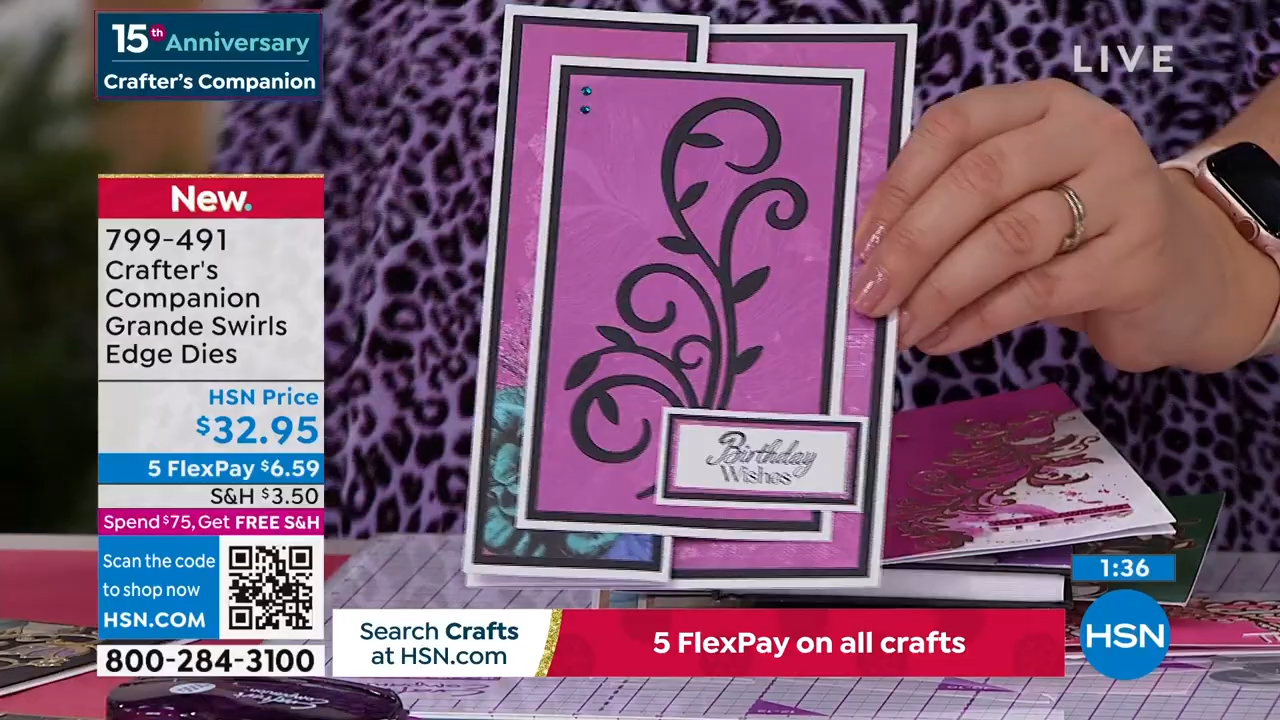 15th Anniversary
Crafter's Companion
LIVE
New.
799-491
Crafter's
Companion
Grande Swirls
Edge Dies
HSN Price
$32.95
5 FlexPay $6.59
S&H $3.50
Spend $75, Get FREE S&H
Scan the code
to shop now
HSN.COM
800-284-3100
Birthday
Wishes
1:36
HSN
Search Crafts
at HSN.com
5 FlexPay on all crafts
Crafter's
Companion